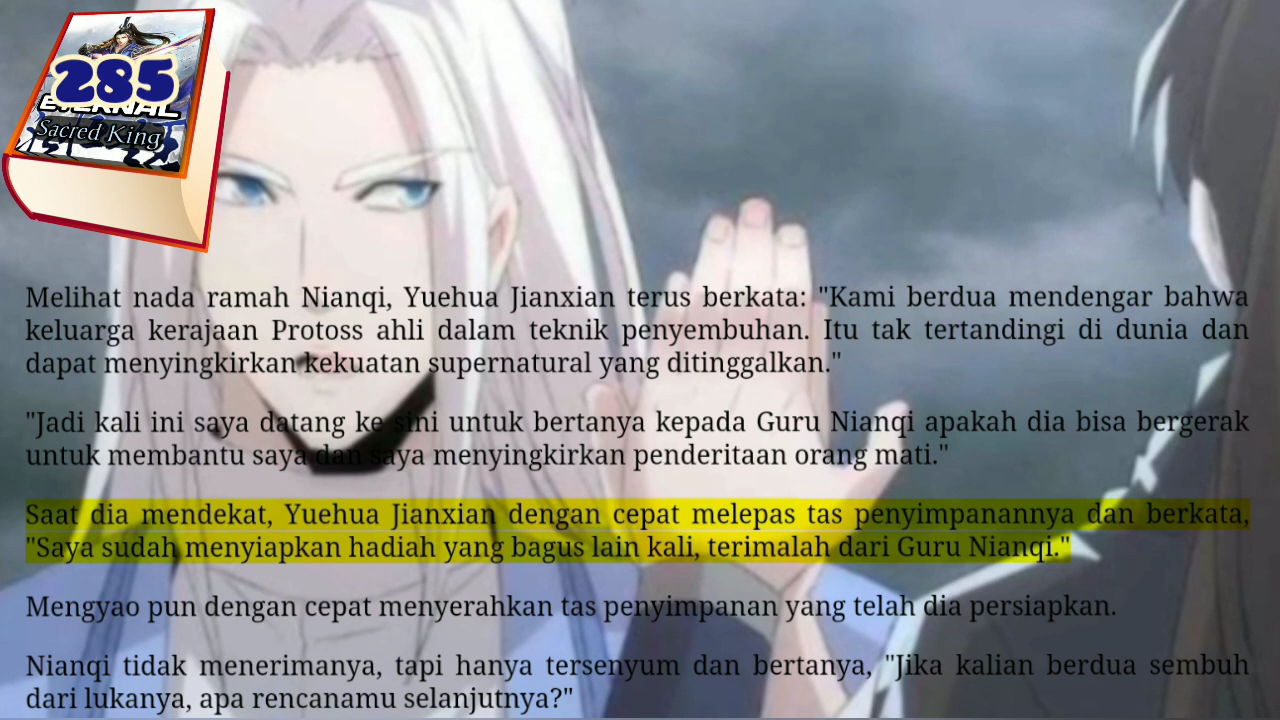 285
ETERNAL
Sacred King
Melihat nada ramah Nianqi, Yuehua Jianxian terus berkata: "Kami berdua mendengar bahwa
keluarga kerajaan Protoss ahli dalam teknik penyembuhan. Itu tak tertandingi di dunia dan
dapat menyingkirkan kekuatan supernatural yang ditinggalkan."
"Jadi kali ini saya datang ke sini untuk bertanya kepada Guru Nianqi apakah dia bisa bergerak
untuk membantu saya dan saya menyingkirkan penderitaan orang mati."
Saat dia mendekat, Yuehua Jianxian dengan cepat melepas tas penyimpanannya dan berkata,
"Saya sudah menyiapkan hadiah yang bagus lain kali, terimalah dari Guru Nianqi."
Mengyao pun dengan cepat menyerahkan tas penyimpanan yang telah dia persiapkan.
Nianqi tidak menerimanya, tapi hanya tersenyum dan bertanya, "Jika kalian berdua sembuh
dari lukanya, apa rencanamu selanjutnya?"